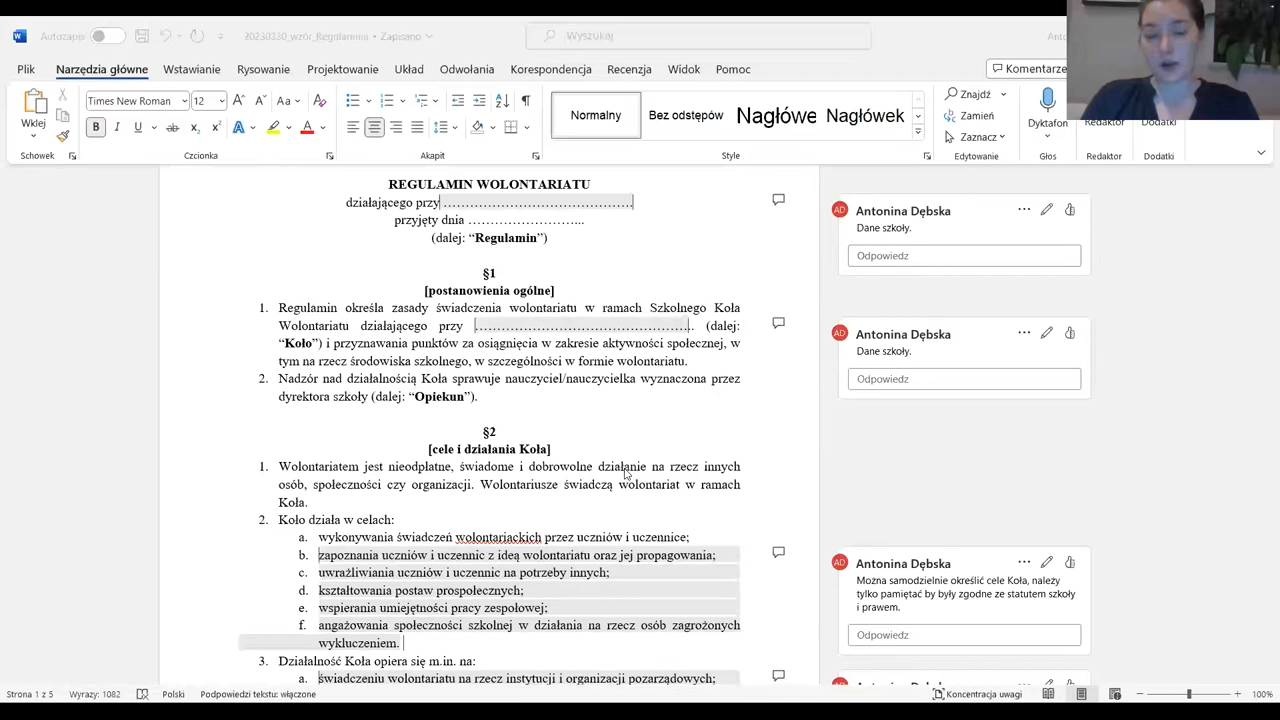 Autozapis
20230330_wzór_Regulaminu • Zapisano
Wyszukaj
Plik Narzędzia główne Wstawianie Rysowanie Projektowanie Układ Odwołania Korespondencja Recenzja Widok Pomoc
Komentarze
Wklej
Times New Roman 12
Normalny
Bez odstępów
Nagłówe
Nagłówek
Znajdź
Zamień
Zaznacz
Dyktafon
Redaktor
Dodatki
Schowek Czcionka Akapit Style Edytowanie Głos Redaktor Dodatki
REGULAMIN WOLONTARIATU
działającego przy …………………………………….
przyjęty dnia ……………………...
(dalej: “Regulamin”)
§1
[postanowienia ogólne]
1. Regulamin określa zasady świadczenia wolontariatu w ramach Szkolnego Koła
Wolontariatu działającego przy ………………………………………….. (dalej:
“Koło”) i przyznawania punktów za osiągnięcia w zakresie aktywności społecznej, w
tym na rzecz środowiska szkolnego, w szczególności w formie wolontariatu.
2. Nadzór nad działalnością Koła sprawuje nauczyciel/nauczycielka wyznaczona przez
dyrektora szkoły (dalej: “Opiekun”).
§2
[cele i działania Koła]
1. Wolontariatem jest nieodpłatne, świadome i dobrowolne działanie na rzecz innych
osób, społeczności czy organizacji. Wolontariusze świadczą wolontariat w ramach
Koła.
2. Koło działa w celach:
a. wykonywania świadczeń wolontariackich przez uczniów i uczennice;
b. zapoznania uczniów i uczennic z ideą wolontariatu oraz jej propagowania;
c. uwrażliwiania uczniów i uczennic na potrzeby innych;
d. kształtowania postaw prospołecznych;
e. wspierania umiejętności pracy zespołowej;
f. angażowania społeczności szkolnej w działania na rzecz osób zagrożonych
wykluczeniem.
3. Działalność Koła opiera się m.in. na:
a. świadczeniu wolontariatu na rzecz instytucji i organizacji pozarządowych;
AD Antonina Dębska
Dane szkoły.
Odpowiedz
AD Antonina Dębska
Dane szkoły.
Odpowiedz
AD Antonina Dębska
Można samodzielnie określić cele Koła, należy
tylko pamiętać by były zgodne ze statutem szkoły
i prawem.
Odpowiedz
Strona 1 z 5 Wyrazy: 1082 Polski Podpowiedzi tekstu: włączone Koncentracja uwagi 100%